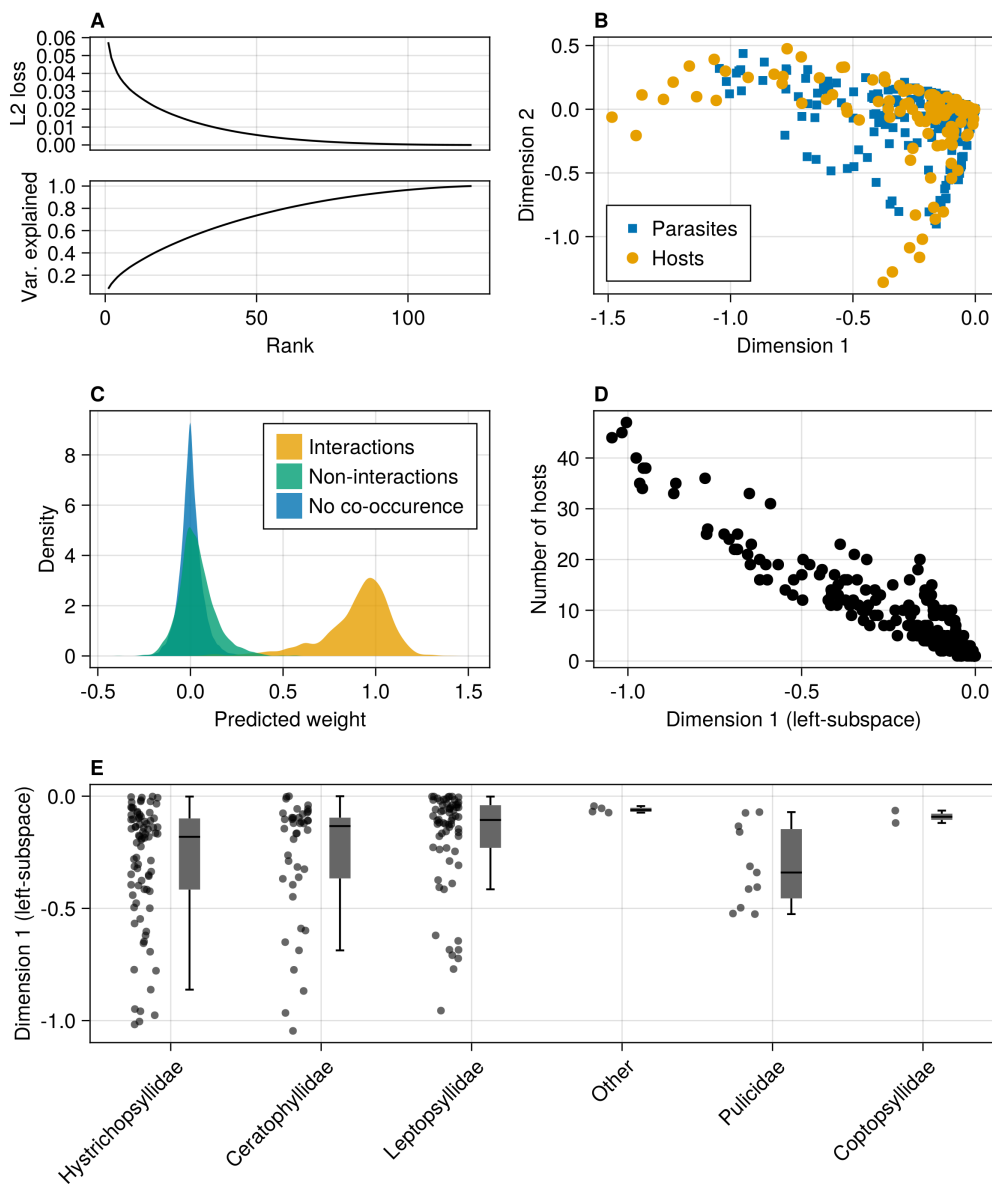 A
0.06
0.05
0.04
0.03
0.02
0.01
0.00
L2 loss
1.0
0.8
0.6
0.4
0.2
Var. explained
0 50 100
Rank
B
0.5
0.0
-0.5
-1.0
Dimension 2
Parasites
Hosts
-1.5 -1.0 -0.5 0.0
Dimension 1
C
8
6
4
2
0
Density
Interactions
Non-interactions
No co-occurence
-0.5 0.0 0.5 1.0 1.5
Predicted weight
D
40
30
20
10
0
Number of hosts
-1.0 -0.5 0.0
Dimension 1 (left-subspace)
E
0.0
-0.5
-1.0
Dimension 1 (left-subspace)
Hystrichopsyllidae
Ceratophyllidae
Leptopsyllidae
Other
Pulicidae
Coptopsyllidae